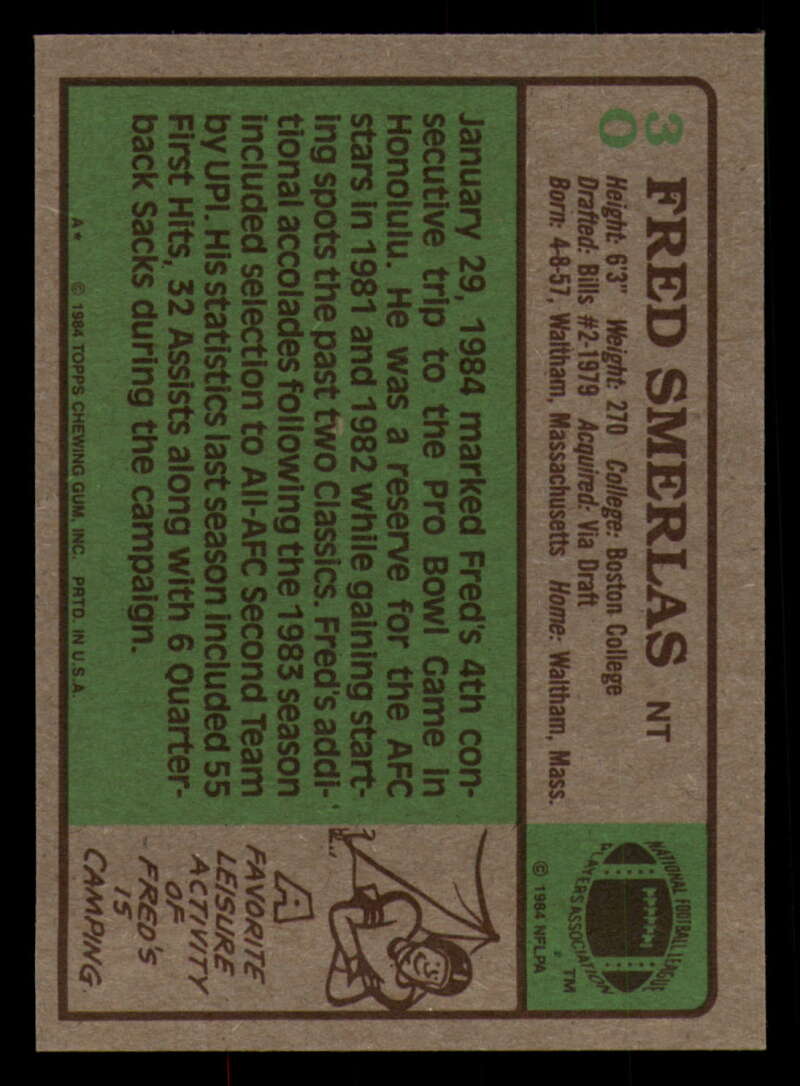 30
FRED SMERLAS NT
Height: 6'3" Weight: 270 College: Boston College
Drafted: Bills #2-1979 Acquired: Via Draft
Born: 4-8-57, Waltham, Massachusetts Home: Waltham, Mass.
NATIONAL FOOTBALL LEAGUE
PLAYERS ASSOCIATION
TM
© 1984 NFLPA
January 29, 1984 marked Fred's 4th con-
secutive trip to the Pro Bowl Game in
Honolulu. He was a reserve for the AFC
stars in 1981 and 1982 while gaining start-
ing spots the past two Classics. Fred's addi-
tional accolades following the 1983 season
included selection to All-AFC Second Team
by UPI. His statistics last season included 55
First Hits, 32 Assists along with 6 Quarter-
back Sacks during the campaign.
A* © 1984 TOPPS CHEWING GUM, INC. PRTD. IN U.S.A.
A
FAVORITE
LEISURE
ACTIVITY
OF
FRED'S
IS
CAMPING.